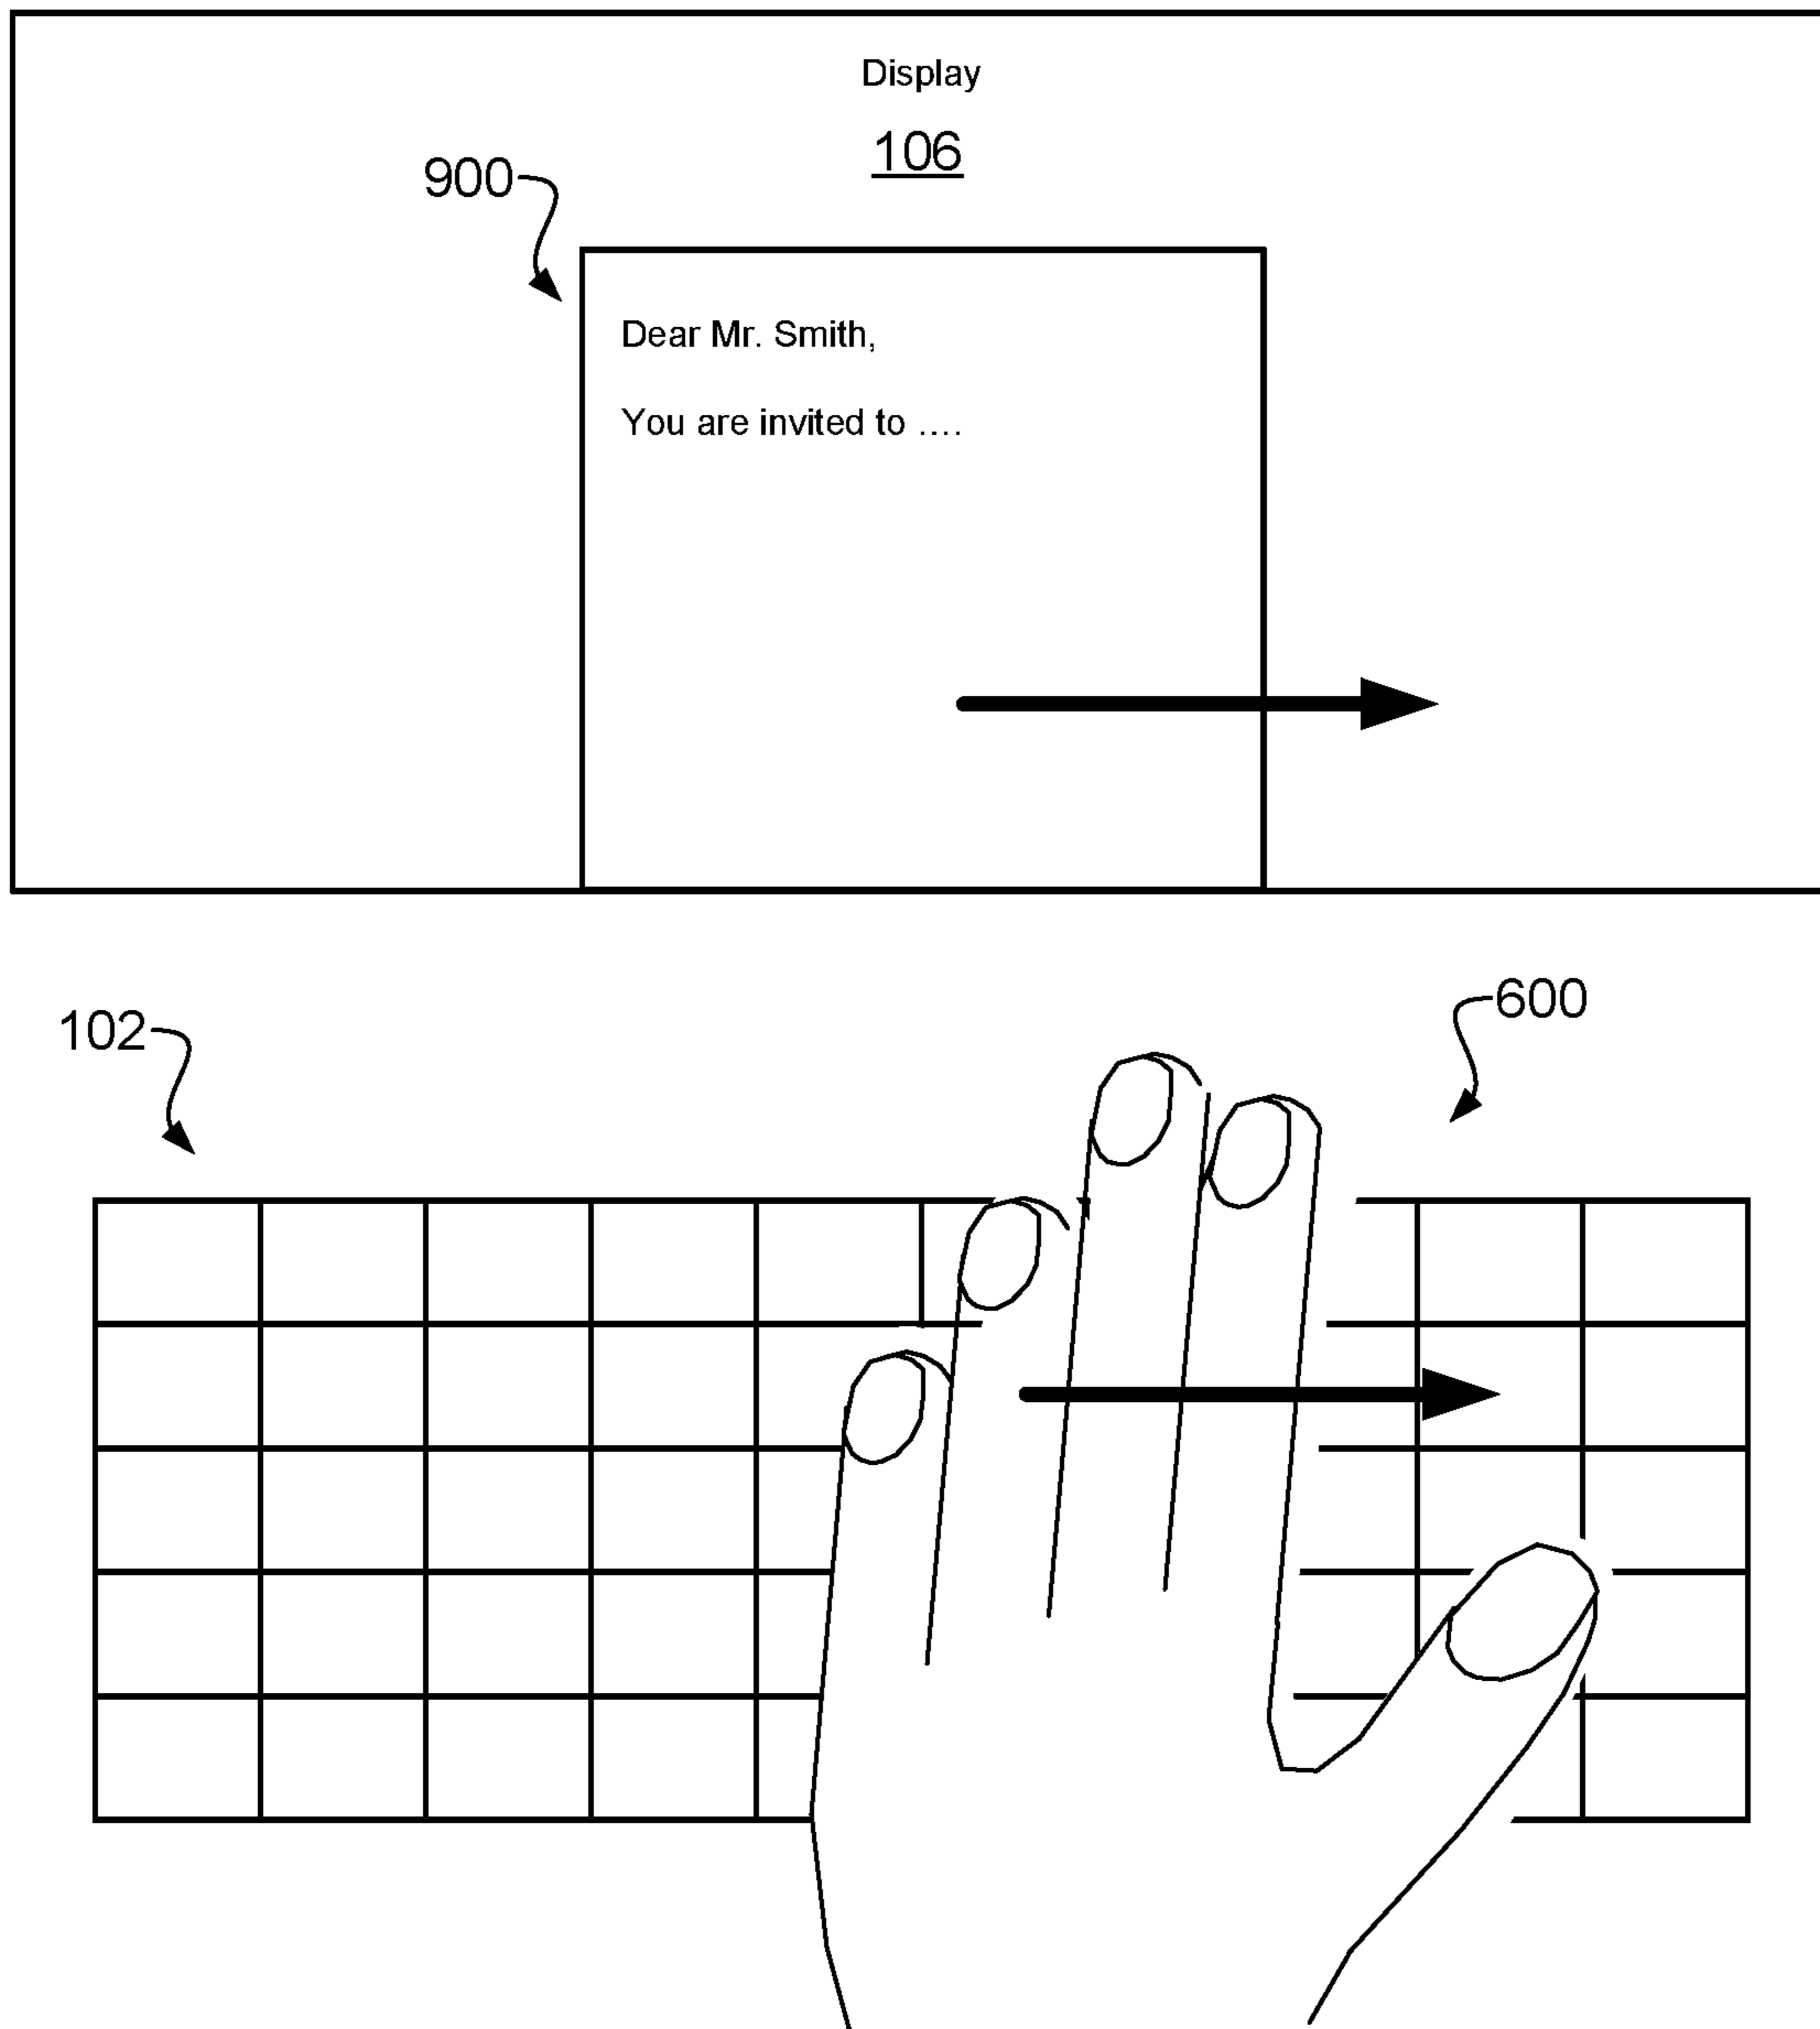 Display
106
900
Dear Mr. Smith,
You are invited to ....
102
600